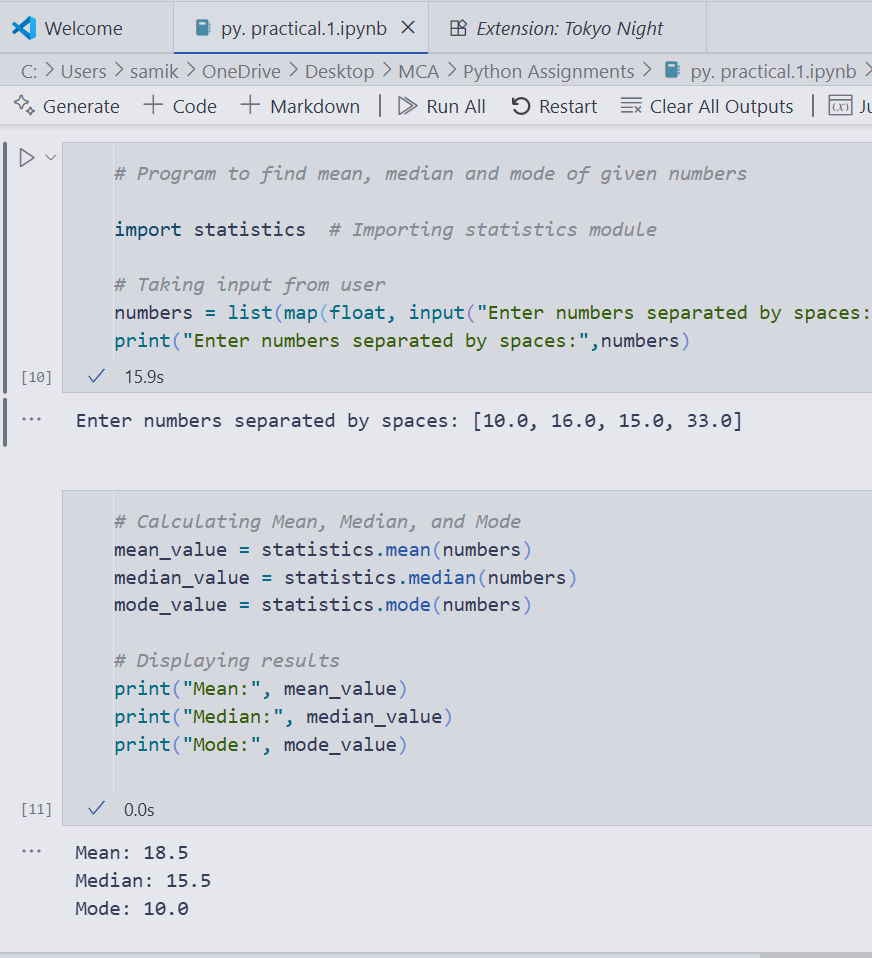 Welcome
py. practical.1.ipynb
Extension: Tokyo Night
C: > Users > samik > OneDrive > Desktop > MCA > Python Assignments > py. practical.1.ipynb >
Generate + Code + Markdown | Run All Restart Clear All Outputs |
# Program to find mean, median and mode of given numbers
import statistics  # Importing statistics module
# Taking input from user
numbers = list(map(float, input("Enter numbers separated by spaces:
print("Enter numbers separated by spaces:",numbers)
[10] ✓ 15.9s
... Enter numbers separated by spaces: [10.0, 16.0, 15.0, 33.0]
# Calculating Mean, Median, and Mode
mean_value = statistics.mean(numbers)
median_value = statistics.median(numbers)
mode_value = statistics.mode(numbers)
# Displaying results
print("Mean:", mean_value)
print("Median:", median_value)
print("Mode:", mode_value)
[11] ✓ 0.0s
... Mean: 18.5
Median: 15.5
Mode: 10.0